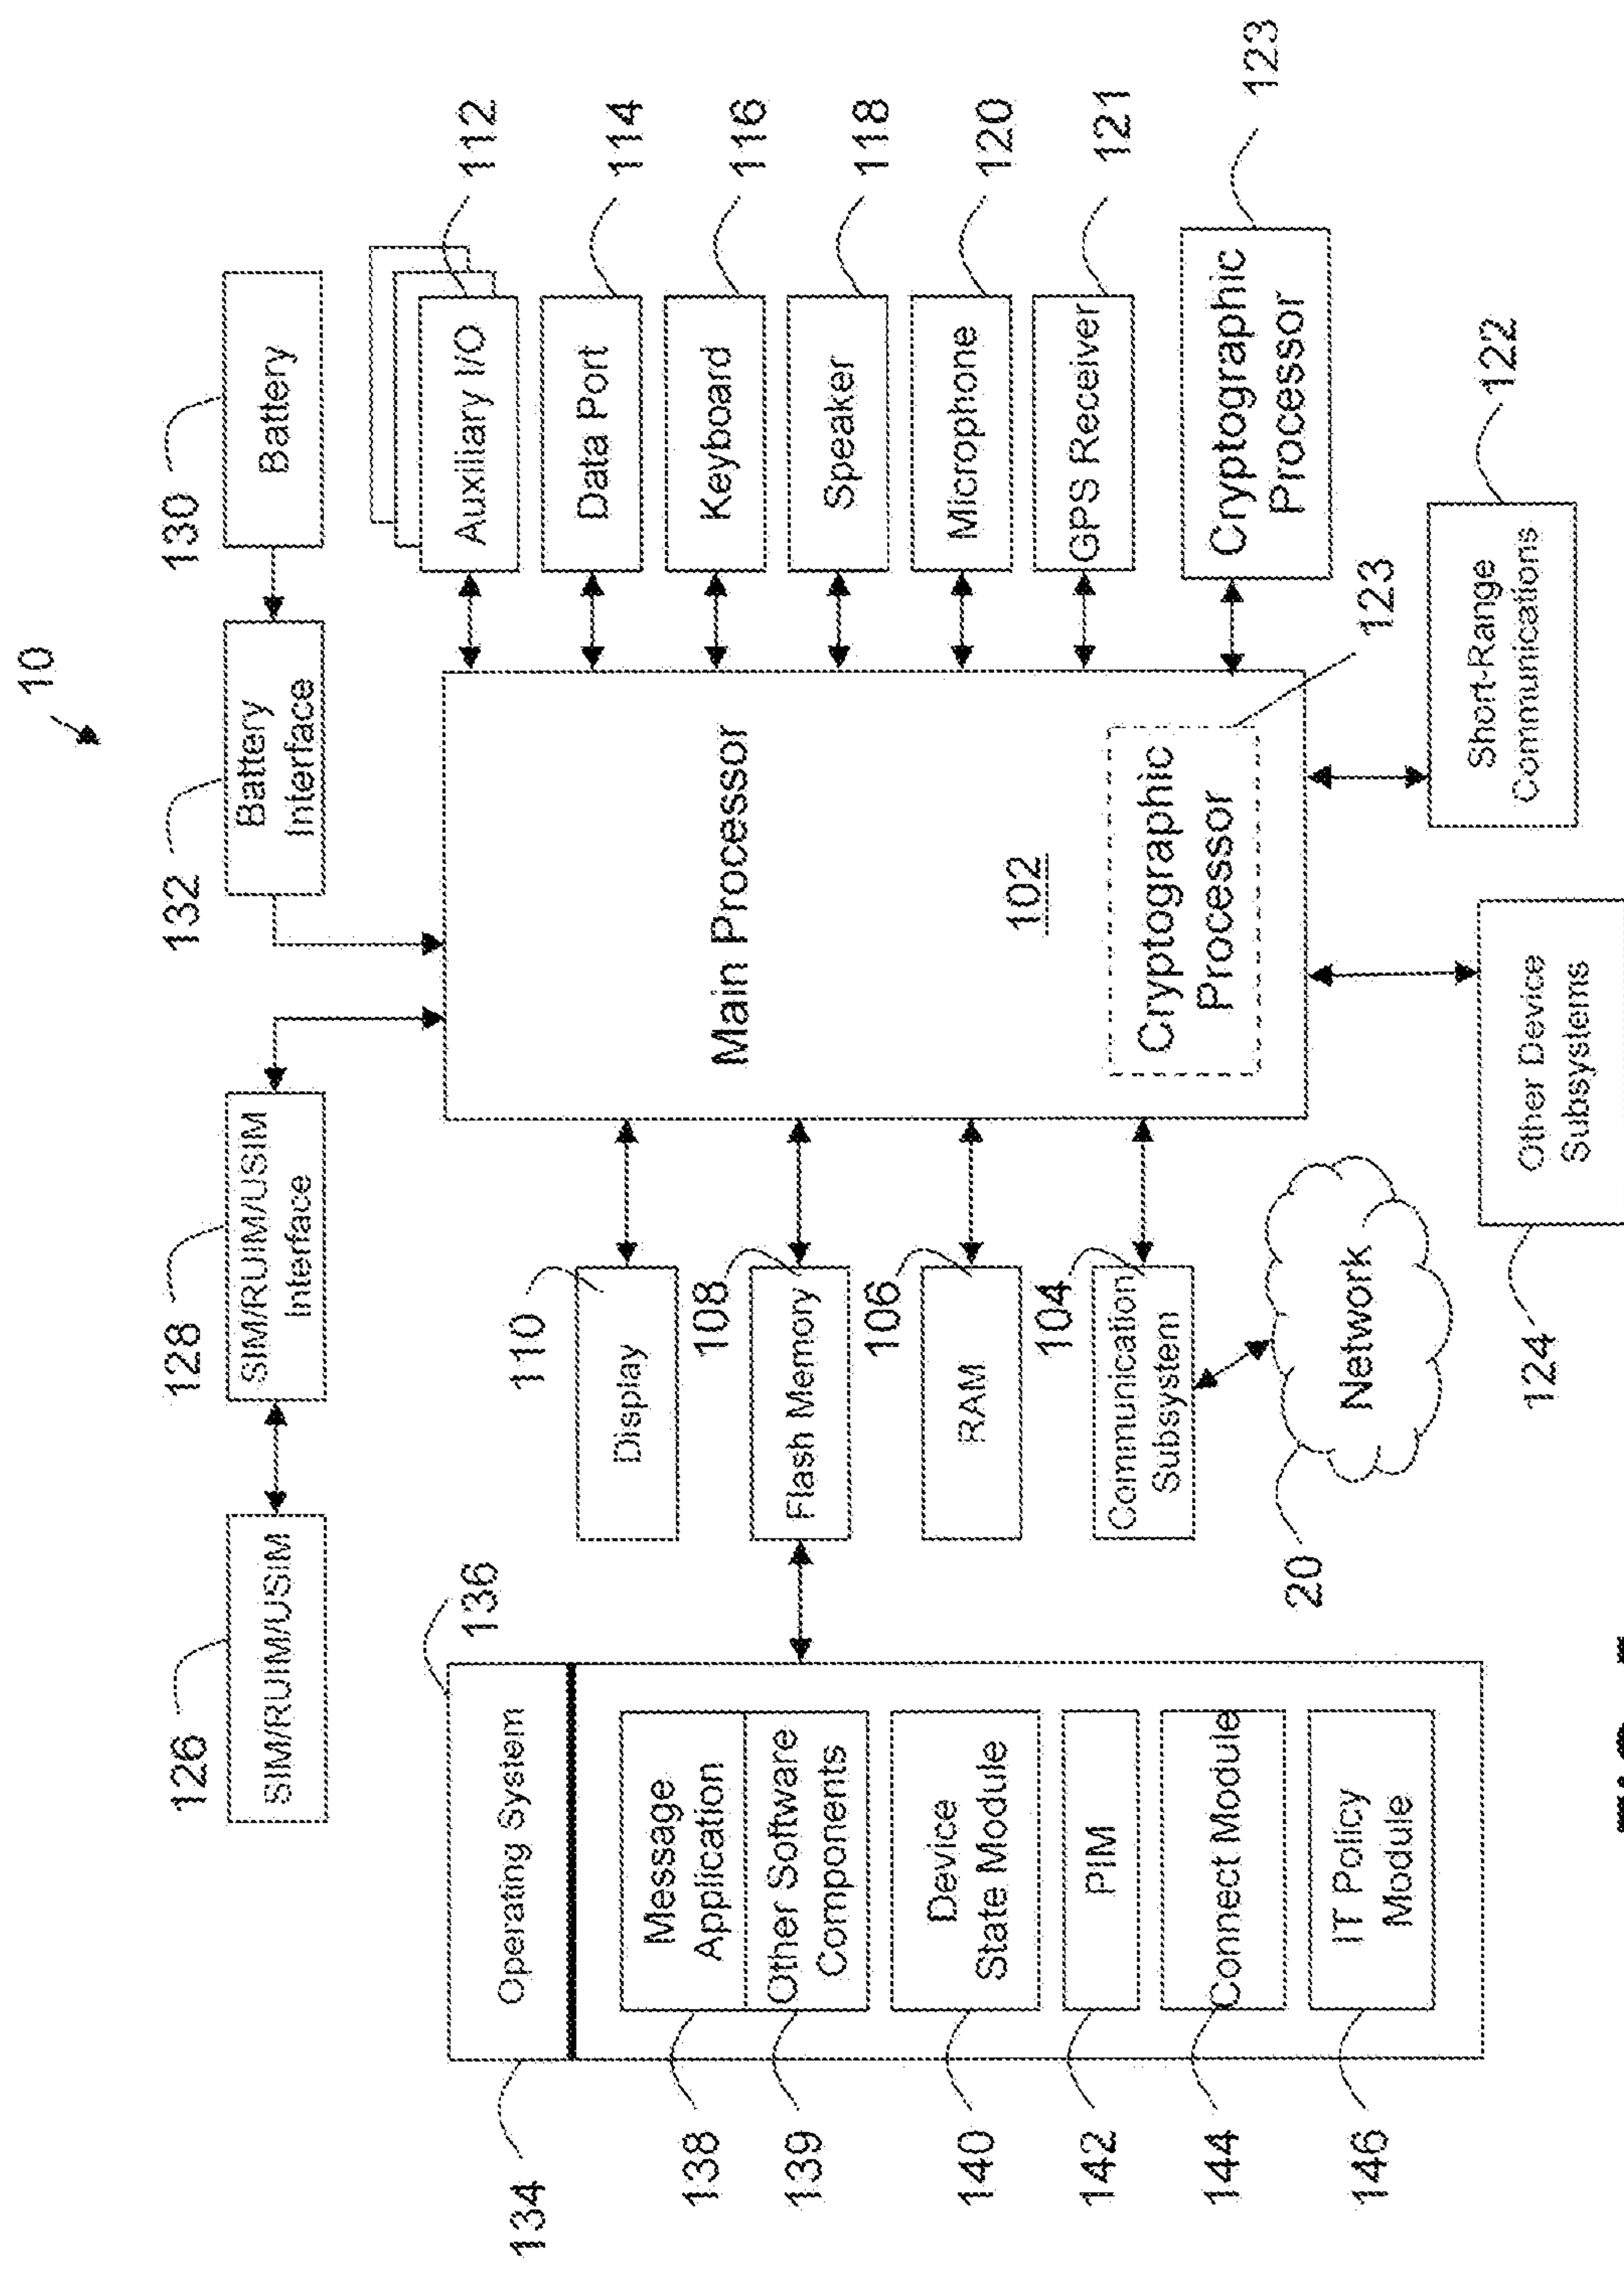 10
126
SIM/RUIM/USIM
128
SIM/RUIM/USIM
Interface
132
Battery
Interface
130
Battery
134
Operating System
136
138
Message
Application
139
Other Software
Components
140
Device
State Module
142
PIM
144
Connect Module
146
IT Policy
Module
110
Display
108
Flash Memory
106
RAM
104
Communication
Subsystem
20
Network
Main Processor
102
Cryptographic
Processor
123
Auxiliary I/O
112
Data Port
114
Keyboard
116
Speaker
118
Microphone
120
GPS Receiver
121
Cryptographic
Processor
123
124
Other Device
Subsystems
Short-Range
Communications
122